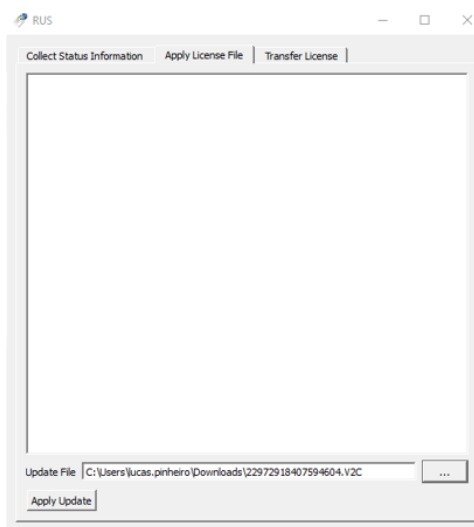 RUS
Collect Status Information Apply License File Transfer License
Update File C:\Users\lucas.pinheiro\Downloads\22972918407594604.V2C ...
Apply Update